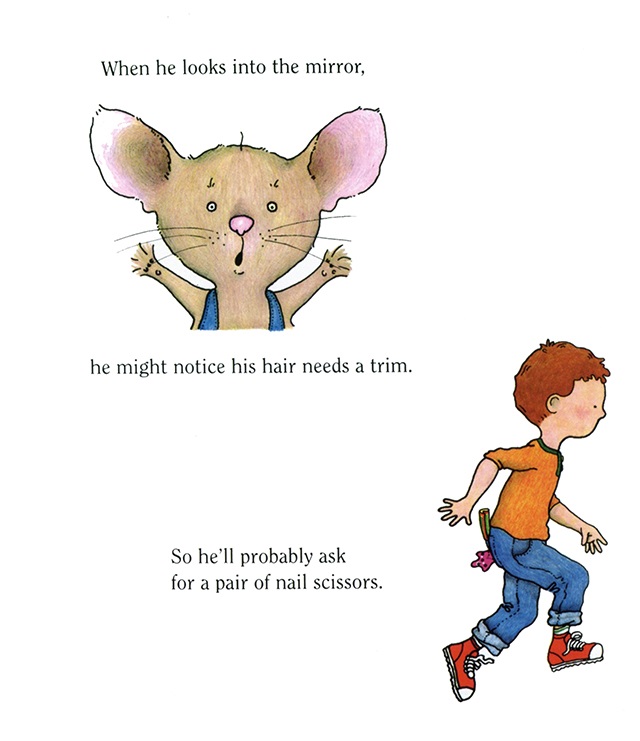 When he looks into the mirror,
he might notice his hair needs a trim.
So he’ll probably ask
for a pair of nail scissors.